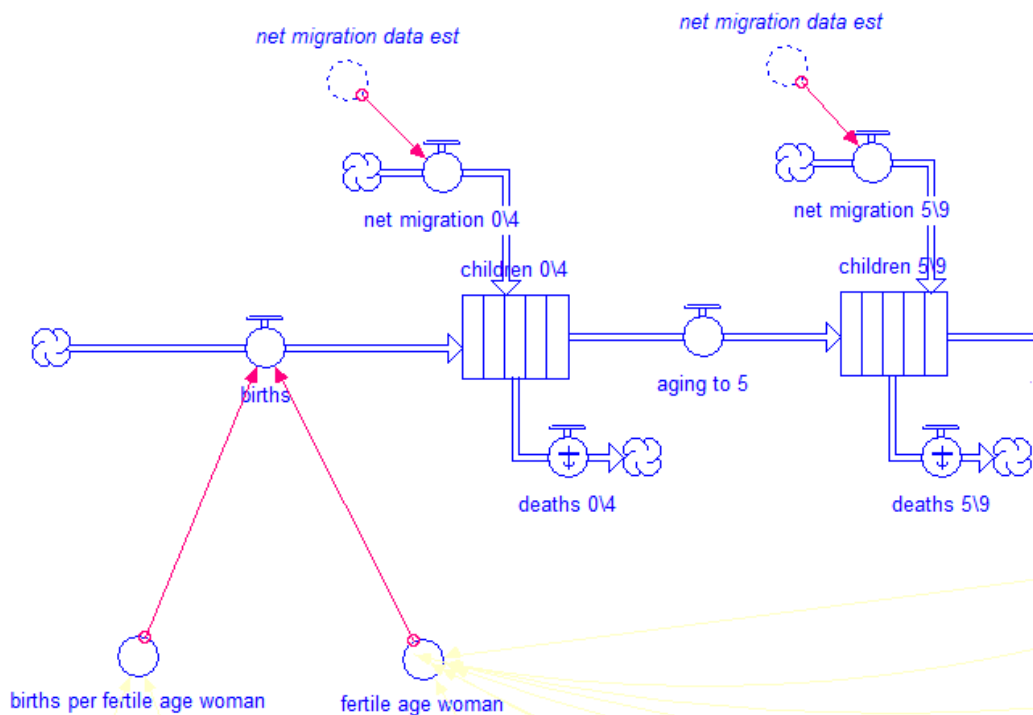 net migration data est
net migration data est
net migration 0\4
net migration 5\9
children 0\4
children 5\9
births
aging to 5
deaths 0\4
deaths 5\9
births per fertile age woman
fertile age woman